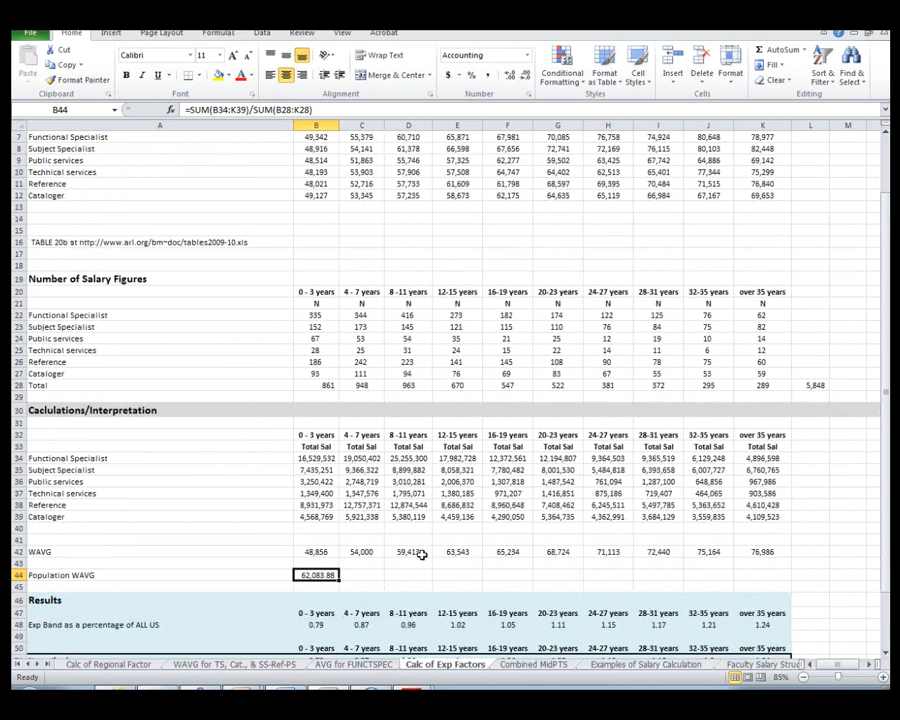 File Home Insert Page Layout Formulas Data Review View Acrobat
Cut Calibri 11 Wrap Text Accounting AutoSum
Copy Fill
Paste Format Painter B I U Merge & Center $ % , Conditional Formatting Format as Table Cell Styles Insert Delete Format Clear Sort & Filter Find & Select
Clipboard Font Alignment Number Styles Cells Editing
B44 fx =SUM(B34:K39)/SUM(B28:K28)
A B C D E F G H I J K L M
7 Functional Specialist 49,342 55,379 60,710 65,871 67,981 70,085 76,758 74,924 80,648 78,977
8 Subject Specialist 48,916 54,141 61,378 66,598 67,656 72,741 72,169 76,115 80,102 82,448
9 Public services 48,514 51,863 55,746 57,325 62,277 59,502 63,428 67,742 64,886 69,142
10 Technical services 48,193 53,903 57,906 57,508 64,747 64,402 62,513 65,401 77,344 75,299
11 Reference 48,021 52,716 57,733 61,609 61,798 68,597 69,395 70,484 71,515 76,840
12 Cataloger 49,127 53,345 57,235 58,673 62,175 64,635 65,119 66,984 67,167 69,653
13
14
15
16 TABLE 20b at http://www.arl.org/bm~doc/tables2009-10.xls
17
18
19 Number of Salary Figures
20 0 - 3 years 4 - 7 years 8 -11 years 12-15 years 16-19 years 20-23 years 24-27 years 28-31 years 32-35 years over 35 years
21 N N N N N N N N N N
22 Functional Specialist 335 344 416 273 182 174 122 125 76 62
23 Subject Specialist 152 173 145 121 115 110 76 84 75 82
24 Public services 67 53 54 35 21 25 12 19 10 14
25 Technical services 28 25 31 24 15 22 14 11 6 12
26 Reference 186 242 223 141 145 108 90 78 75 60
27 Cataloger 93 111 94 76 69 83 67 55 53 59
28 Total 861 948 963 670 547 522 381 372 295 289 5,848
29
30 Caclulations/Interpretation
31
32 0 - 3 years 4 - 7 years 8 -11 years 12-15 years 16-19 years 20-23 years 24-27 years 28-31 years 32-35 years over 35 years
33 Total Sal Total Sal Total Sal Total Sal Total Sal Total Sal Total Sal Total Sal Total Sal Total Sal
34 Functional Specialist 16,529,532 19,050,402 25,255,300 17,982,728 12,372,561 12,194,807 9,364,503 9,365,519 6,129,248 4,896,598
35 Subject Specialist 7,435,251 9,366,322 8,899,882 8,058,321 7,780,482 8,001,530 5,484,818 6,393,658 6,007,727 6,760,765
36 Public services 3,250,422 2,748,719 3,010,281 2,006,370 1,307,818 1,487,542 761,094 1,287,100 648,856 967,986
37 Technical services 1,349,400 1,347,576 1,795,071 1,380,185 971,207 1,416,851 875,186 719,407 464,065 903,586
38 Reference 8,931,973 12,757,371 12,874,544 8,686,832 8,960,648 7,408,462 6,245,511 5,497,785 5,363,652 4,610,428
39 Cataloger 4,568,769 5,921,338 5,380,119 4,459,136 4,290,050 5,364,735 4,362,991 3,684,129 3,559,835 4,109,523
40
41
42 WAVG 48,856 54,000 63,543 65,234 68,724 71,113 72,440 75,164 76,986
43
44 Population WAVG 62,083.88
45
46 Results
47 0 - 3 years 4 - 7 years 8 -11 years 12-15 years 16-19 years 20-23 years 24-27 years 28-31 years 32-35 years over 35 years
48 Exp Band as a percentage of ALL US 0.79 0.87 0.96 1.02 1.05 1.11 1.15 1.17 1.21 1.24
49
50 0 - 3 years 4 - 7 years 8 -11 years 12-15 years 16-19 years 20-23 years 24-27 years 28-31 years 32-35 years over 35 years
Calc of Regional Factor WAVG for TS, Cat., & SS-Ref-PS AVG for FUNCTSPEC Calc of Exp Factors Combined MidPTS Examples of Salary Calculation Faculty Salary Struc
Ready 85%